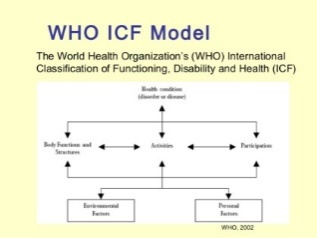 WHO ICF Model
The World Health Organization's (WHO) International
Classification of Functioning, Disability and Health (ICF)
Health condition
(disorder or disease)
Body Functions and
Structures
Activities
Participation
Environmental
Factors
Personal
Factors
WHO, 2002